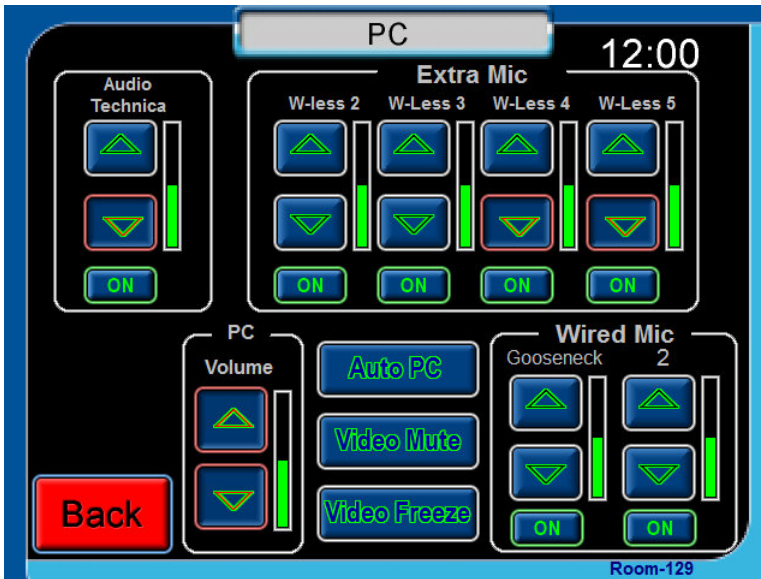 PC
12:00
Audio
Technica
Extra Mic
W-less 2 W-Less 3 W-Less 4 W-Less 5
ON
ON ON ON ON
PC
Volume
Auto PC
Video Mute
Video Freeze
Wired Mic
Gooseneck 2
ON ON
Back
Room-129